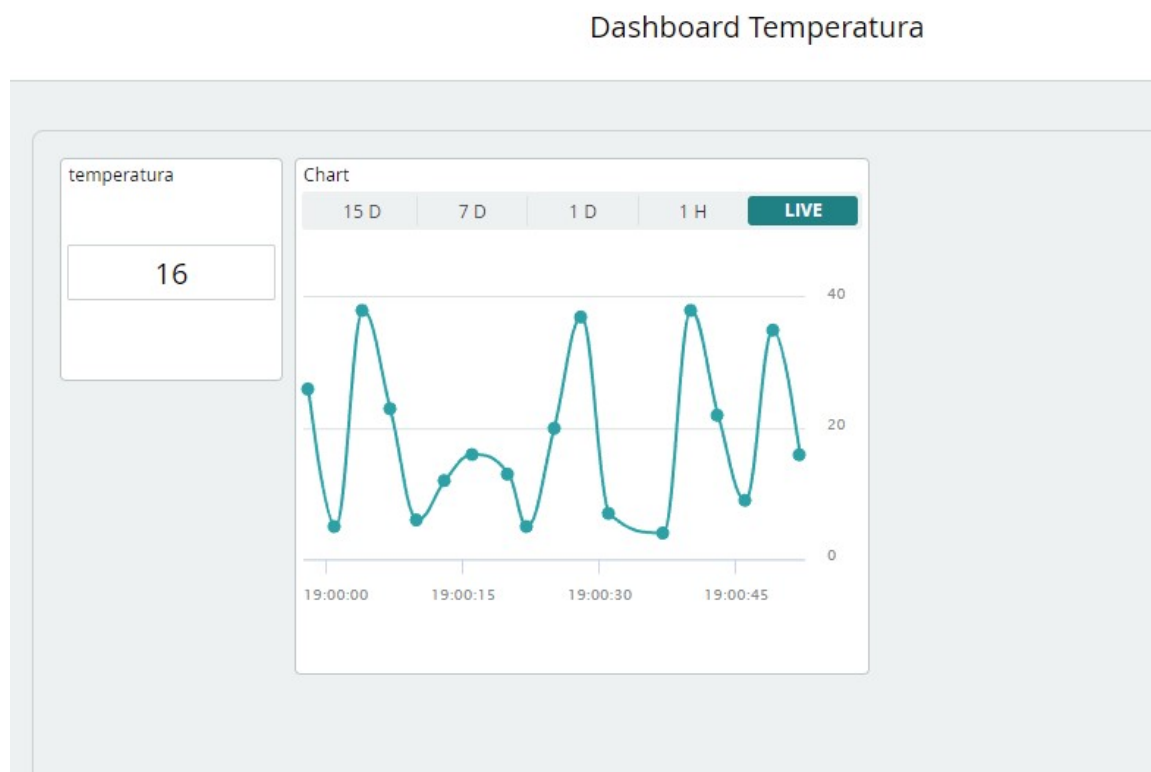 Dashboard Temperatura
temperatura
16
Chart
15 D 7 D 1 D 1 H LIVE
40
20
0
19:00:00 19:00:15 19:00:30 19:00:45